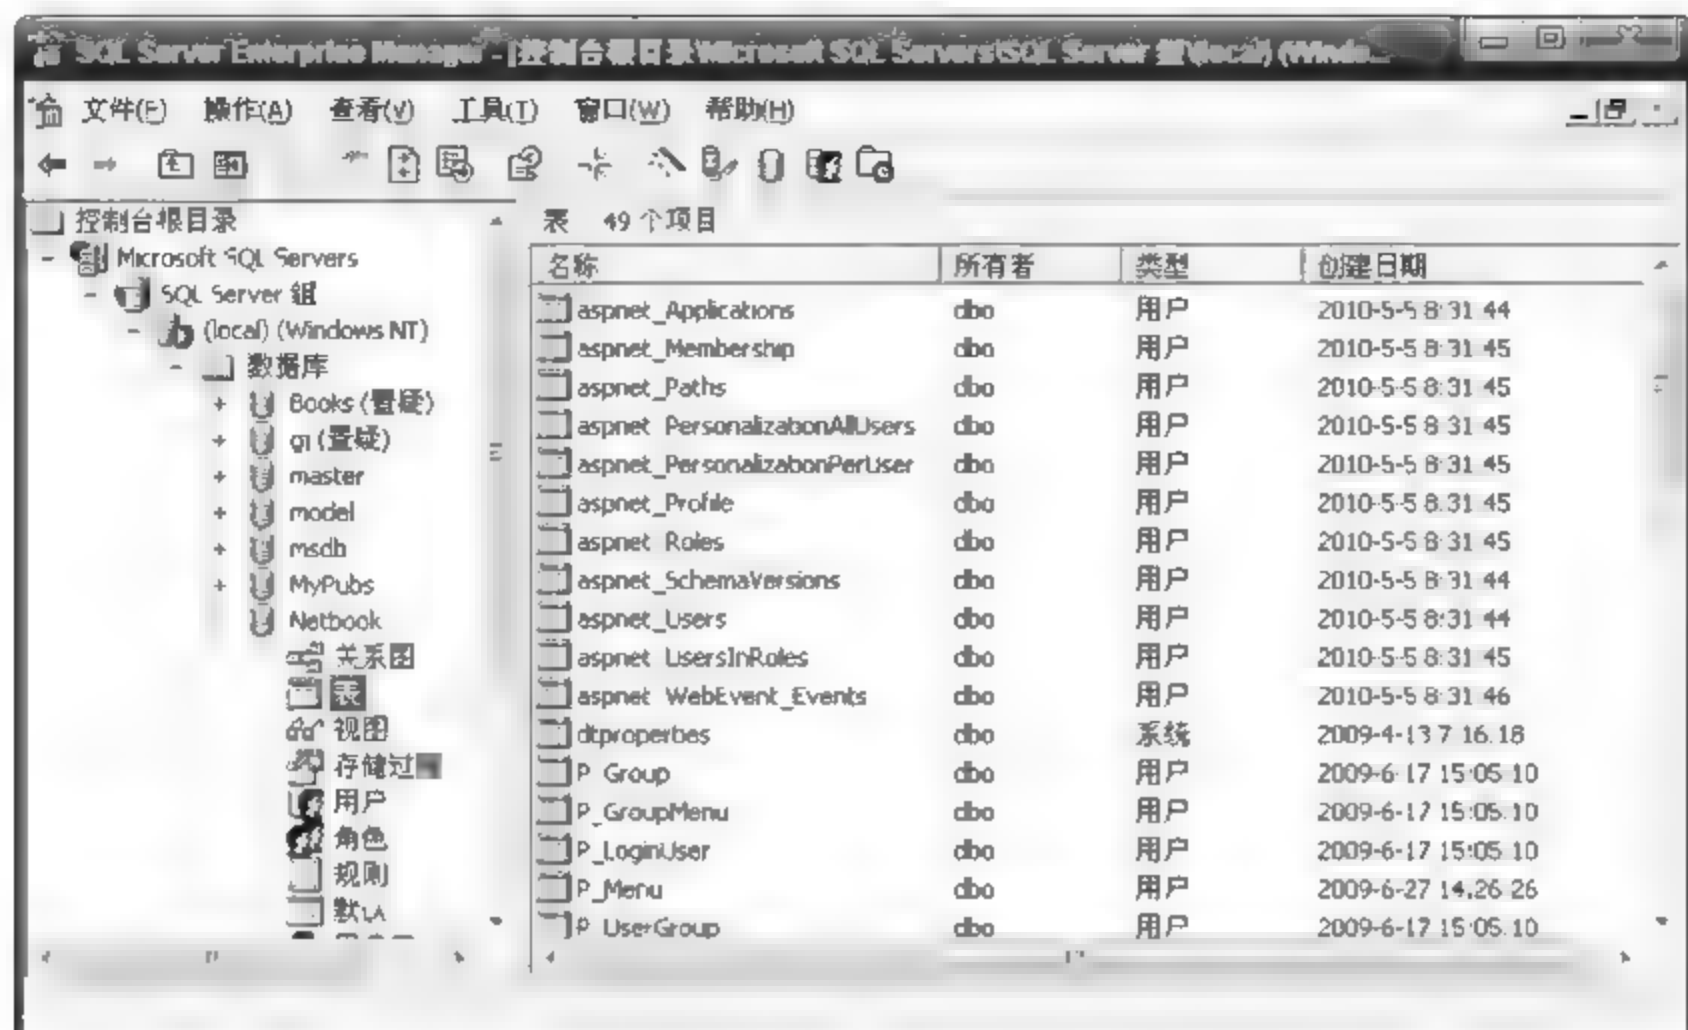 SQL Server Enterprise Manager - [控制台根目录\Microsoft SQL Servers\SQL Server 组\(local) (Windo...
文件(F) 操作(A) 查看(V) 工具(T) 窗口(W) 帮助(H)
控制台根目录
Microsoft SQL Servers
SQL Server 组
(local) (Windows NT)
数据库
Books (置疑)
gj (置疑)
master
model
msdb
MyPubs
Netbook
关系图
表
视图
存储过
用户
角色
规则
默认
表 49 个项目
名称 所有者 类型 创建日期
aspnet_Applications dbo 用户 2010-5-5 8:31:44
aspnet_Membership dbo 用户 2010-5-5 8:31:45
aspnet_Paths dbo 用户 2010-5-5 8:31:45
aspnet_PersonalizationAllUsers dbo 用户 2010-5-5 8:31:45
aspnet_PersonalizationPerUser dbo 用户 2010-5-5 8:31:45
aspnet_Profile dbo 用户 2010-5-5 8:31:45
aspnet_Roles dbo 用户 2010-5-5 8:31:45
aspnet_SchemaVersions dbo 用户 2010-5-5 8:31:44
aspnet_Users dbo 用户 2010-5-5 8:31:44
aspnet_UsersInRoles dbo 用户 2010-5-5 8:31:45
aspnet_WebEvent_Events dbo 用户 2010-5-5 8:31:46
dtproperties dbo 系统 2009-4-13 7:16:18
P_Group dbo 用户 2009-6-17 15:05:10
P_GroupMenu dbo 用户 2009-6-17 15:05:10
P_LoginUser dbo 用户 2009-6-17 15:05:10
P_Menu dbo 用户 2009-6-27 14:26:26
P_UserGroup dbo 用户 2009-6-17 15:05:10